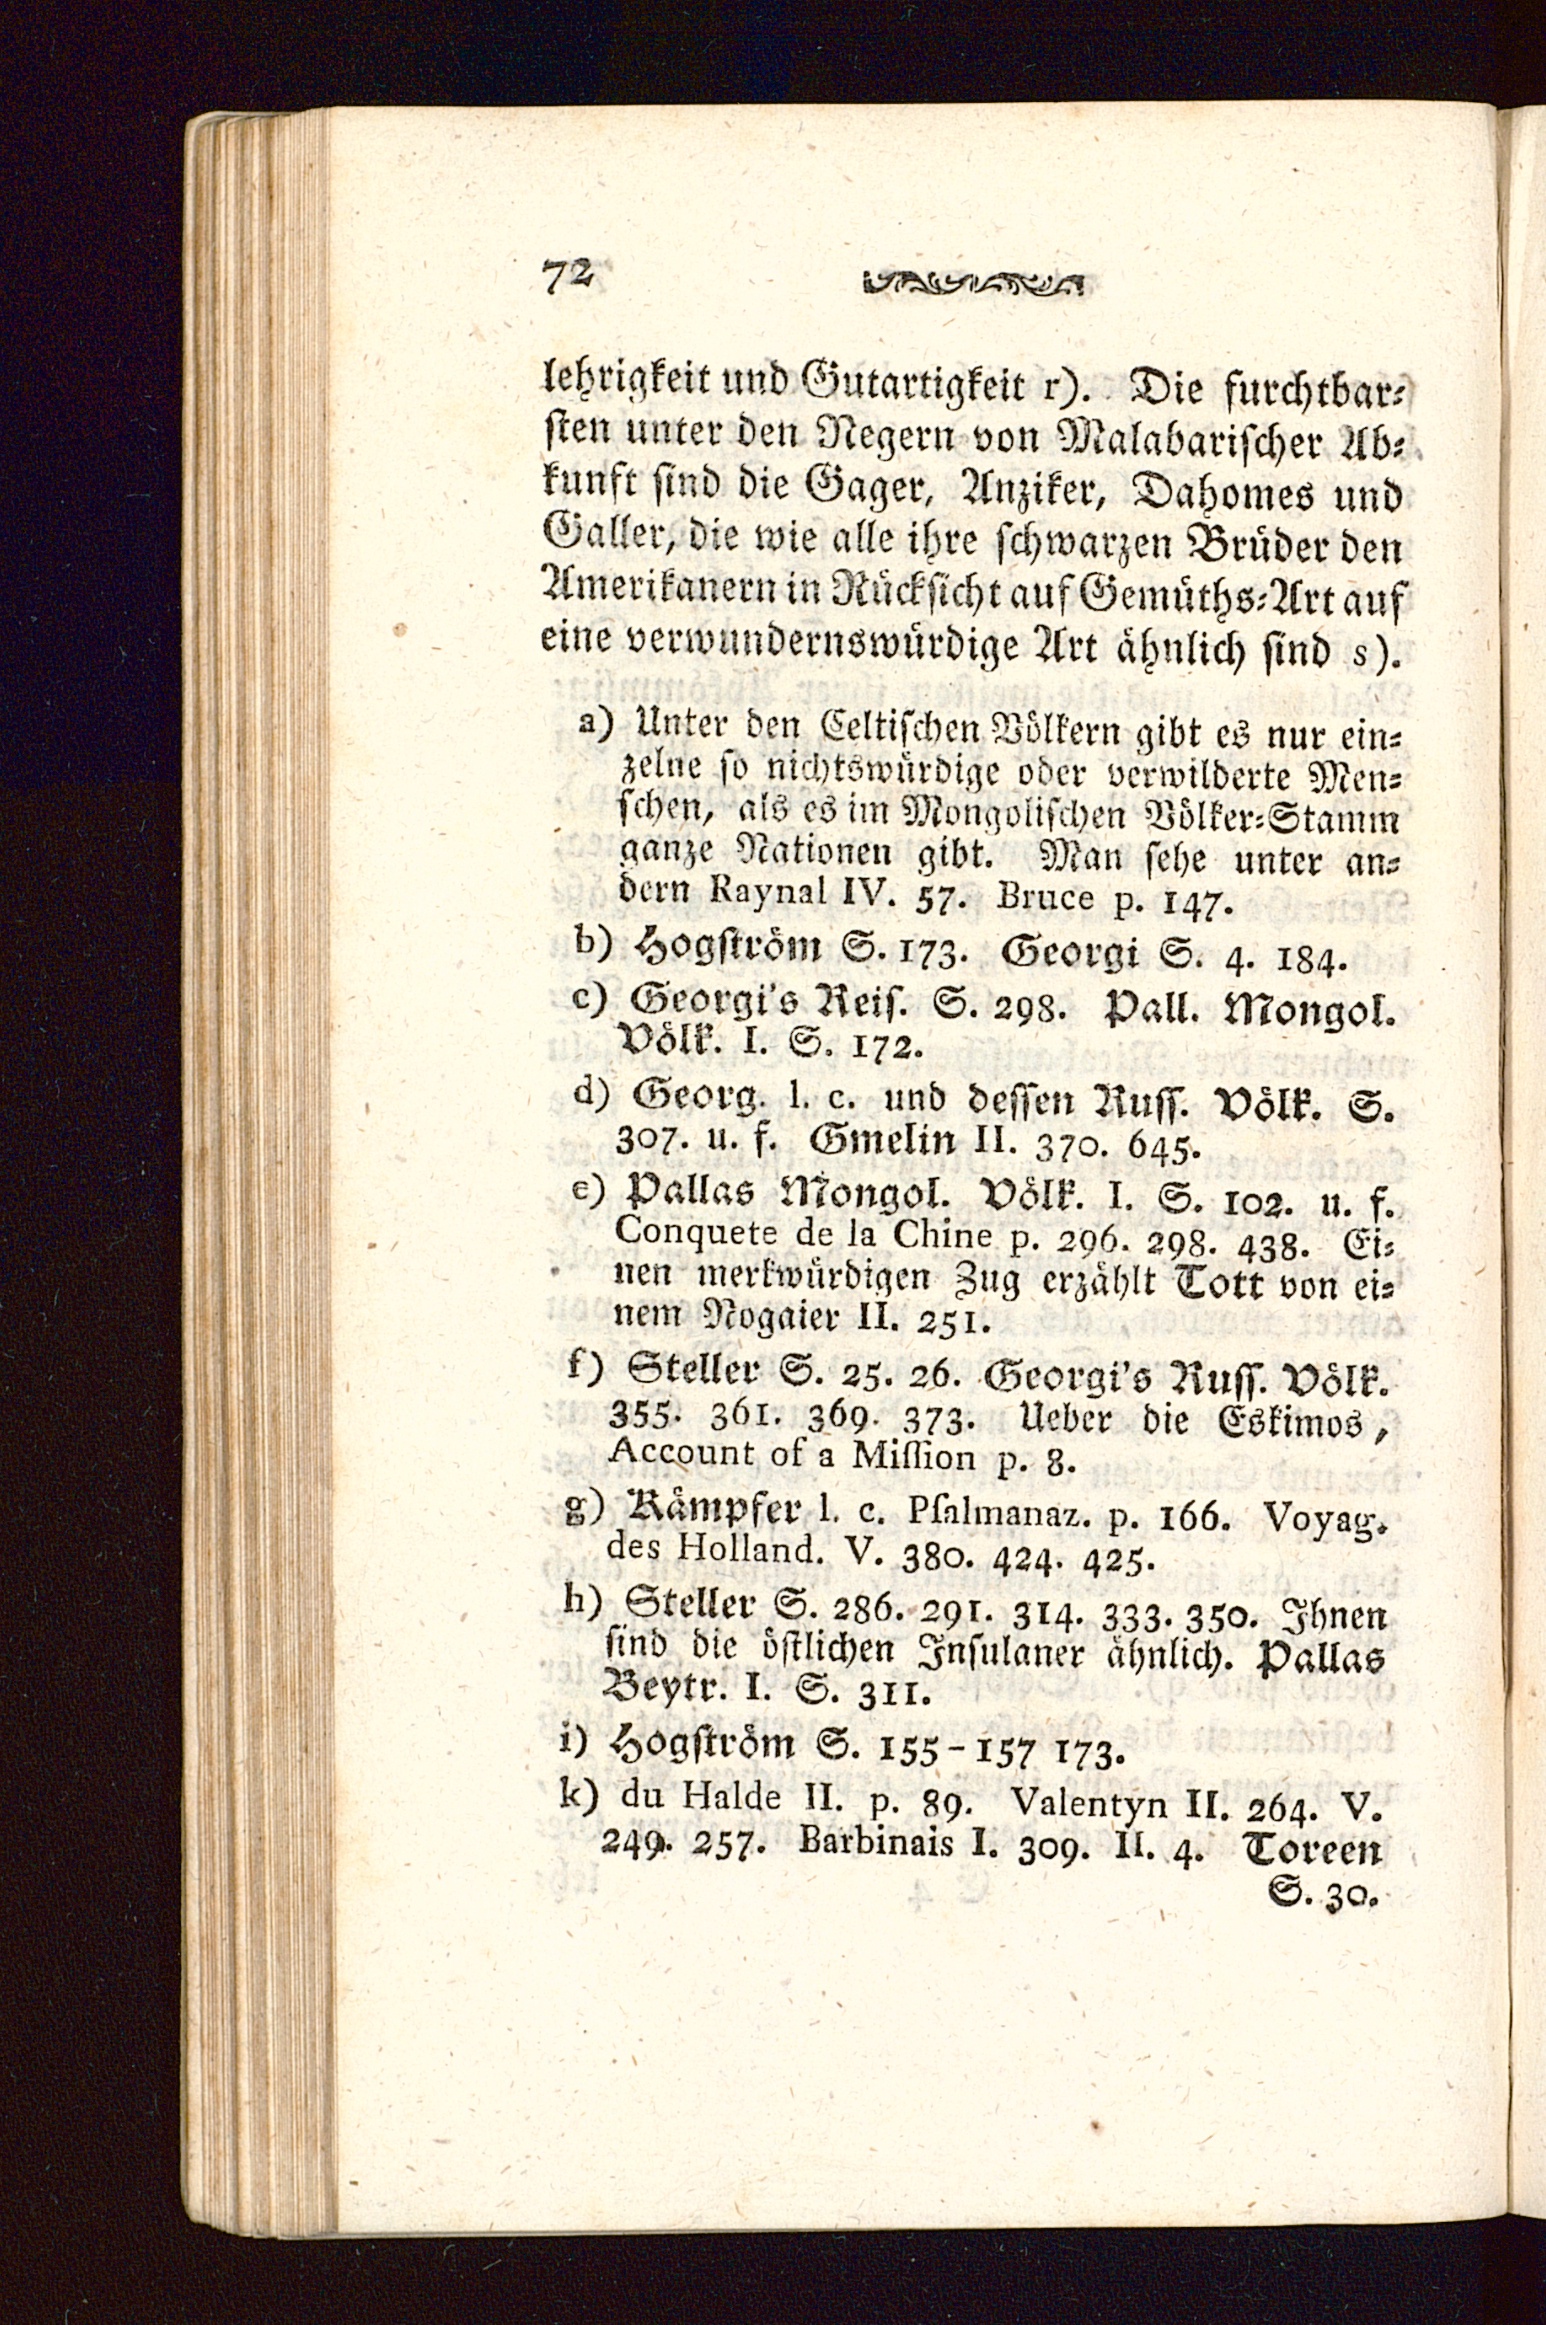 72
lehrigkeit und Gutartigkeit r). Die furchtbar-
ſten unter den Negern von Malabariſcher Ab-
kunft ſind die Gager, Anziker, Dahomes und
Galler, die wie alle ihre ſchwarzen Brüder den
Amerikanern in Rückſicht auf Gemüths-Art auf
eine verwundernswürdige Art ähnlich ſind s).
a) Unter den Celtiſchen Völkern gibt es nur ein-
zelne ſo nichtswürdige oder verwilderte Men-
ſchen, als es im Mongoliſchen Völker-Stamm
ganze Nationen gibt. Man ſehe unter an-
dern Raynal IV. 57. Bruce p. 147.
b) Hogſtröm S. 173. Georgi S. 4. 184.
c) Georgi's Reiſ. S. 298. Pall. Mongol.
Völk. I. S. 172.
d) Georg. l. c. und deſſen Ruſſ. Völk. S.
307. u. f. Gmelin II. 370. 645.
e) Pallas Mongol. Völk. I. S. 102. u. f.
Conquete de la Chine p. 296. 298. 438. Ei-
nen merkwürdigen Zug erzählt Tott von ei-
nem Nogaier II. 251.
f) Steller S. 25. 26. Georgi's Ruſſ. Völk.
355. 361. 369. 373. Ueber die Eskimos,
Account of a Miſſion p. 8.
g) Kämpfer l. c. Pſalmanaz. p. 166. Voyag.
des Holland. V. 380. 424. 425.
h) Steller S. 286. 291. 314. 333. 350. Ihnen
ſind die öſtlichen Inſulaner ähnlich. Pallas
Beytr. I. S. 311.
i) Hogſtröm S. 155-157 173.
k) du Halde II. p. 89. Valentyn II. 264. V.
249. 257. Barbinais I. 309. II. 4. Toreen
S. 30.